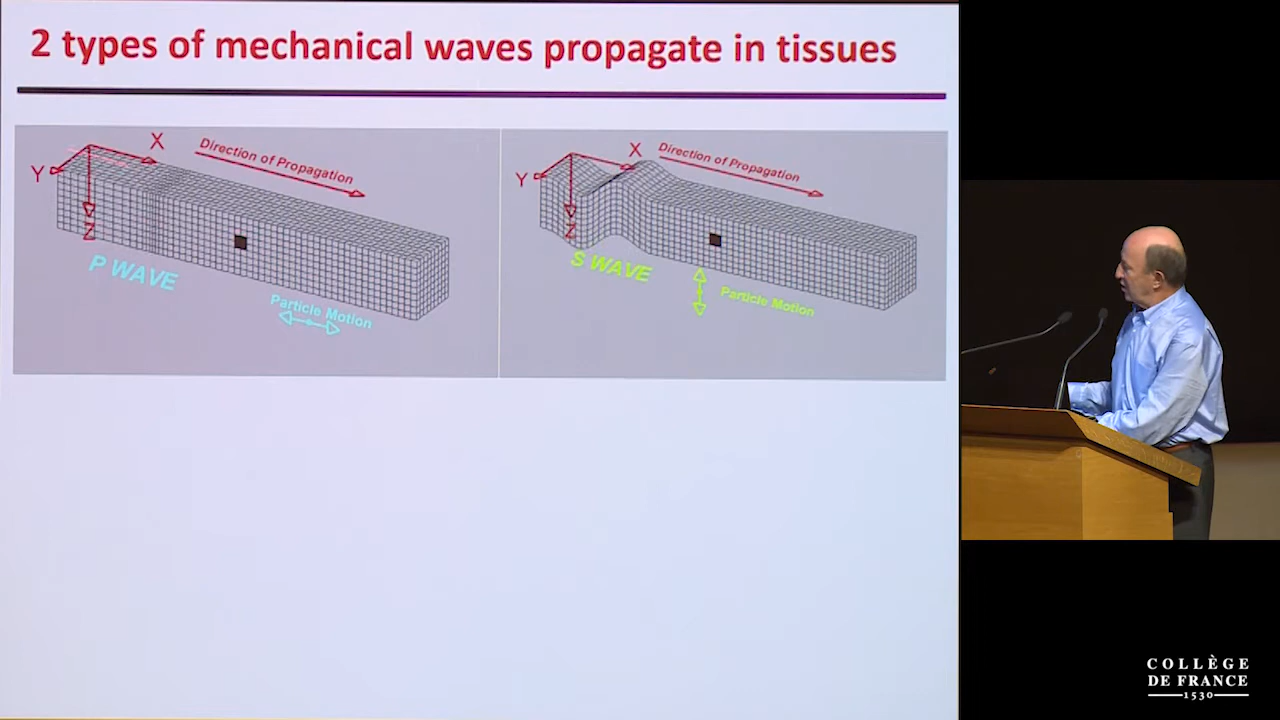 2 types of mechanical waves propagate in tissues
X
Direction of Propagation
Y
Z
P WAVE
Particle Motion
X
Direction of Propagation
Y
Z
S WAVE
Particle Motion
COLLÈGE
DE FRANCE
1530